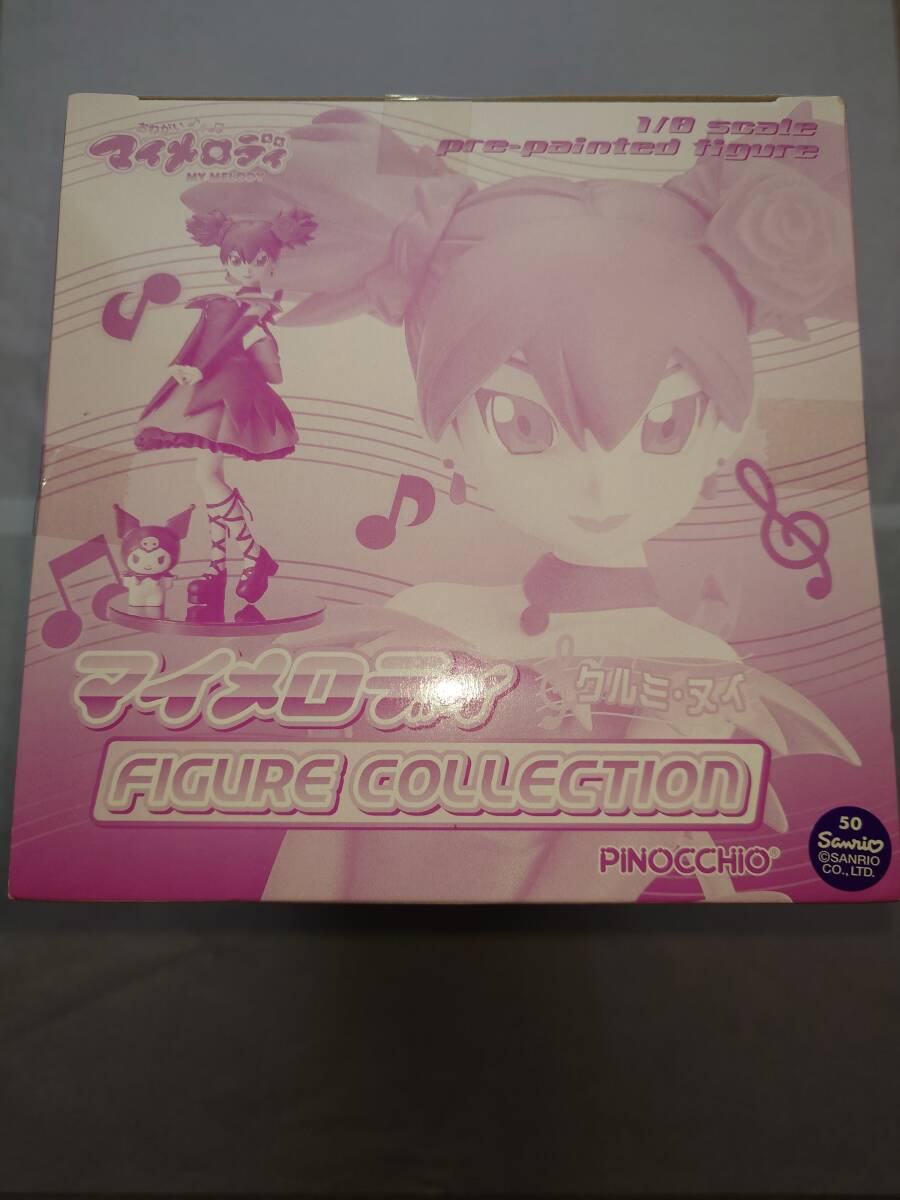 おねがい♪
マイメロディ
MY MELODY
1/8 scale
pre-painted figure
マイメロディ
クルミ・ヌイ
FIGURE COLLECTION
PINOCCHIO®
50
Sanrio
©SANRIO
CO.,LTD.